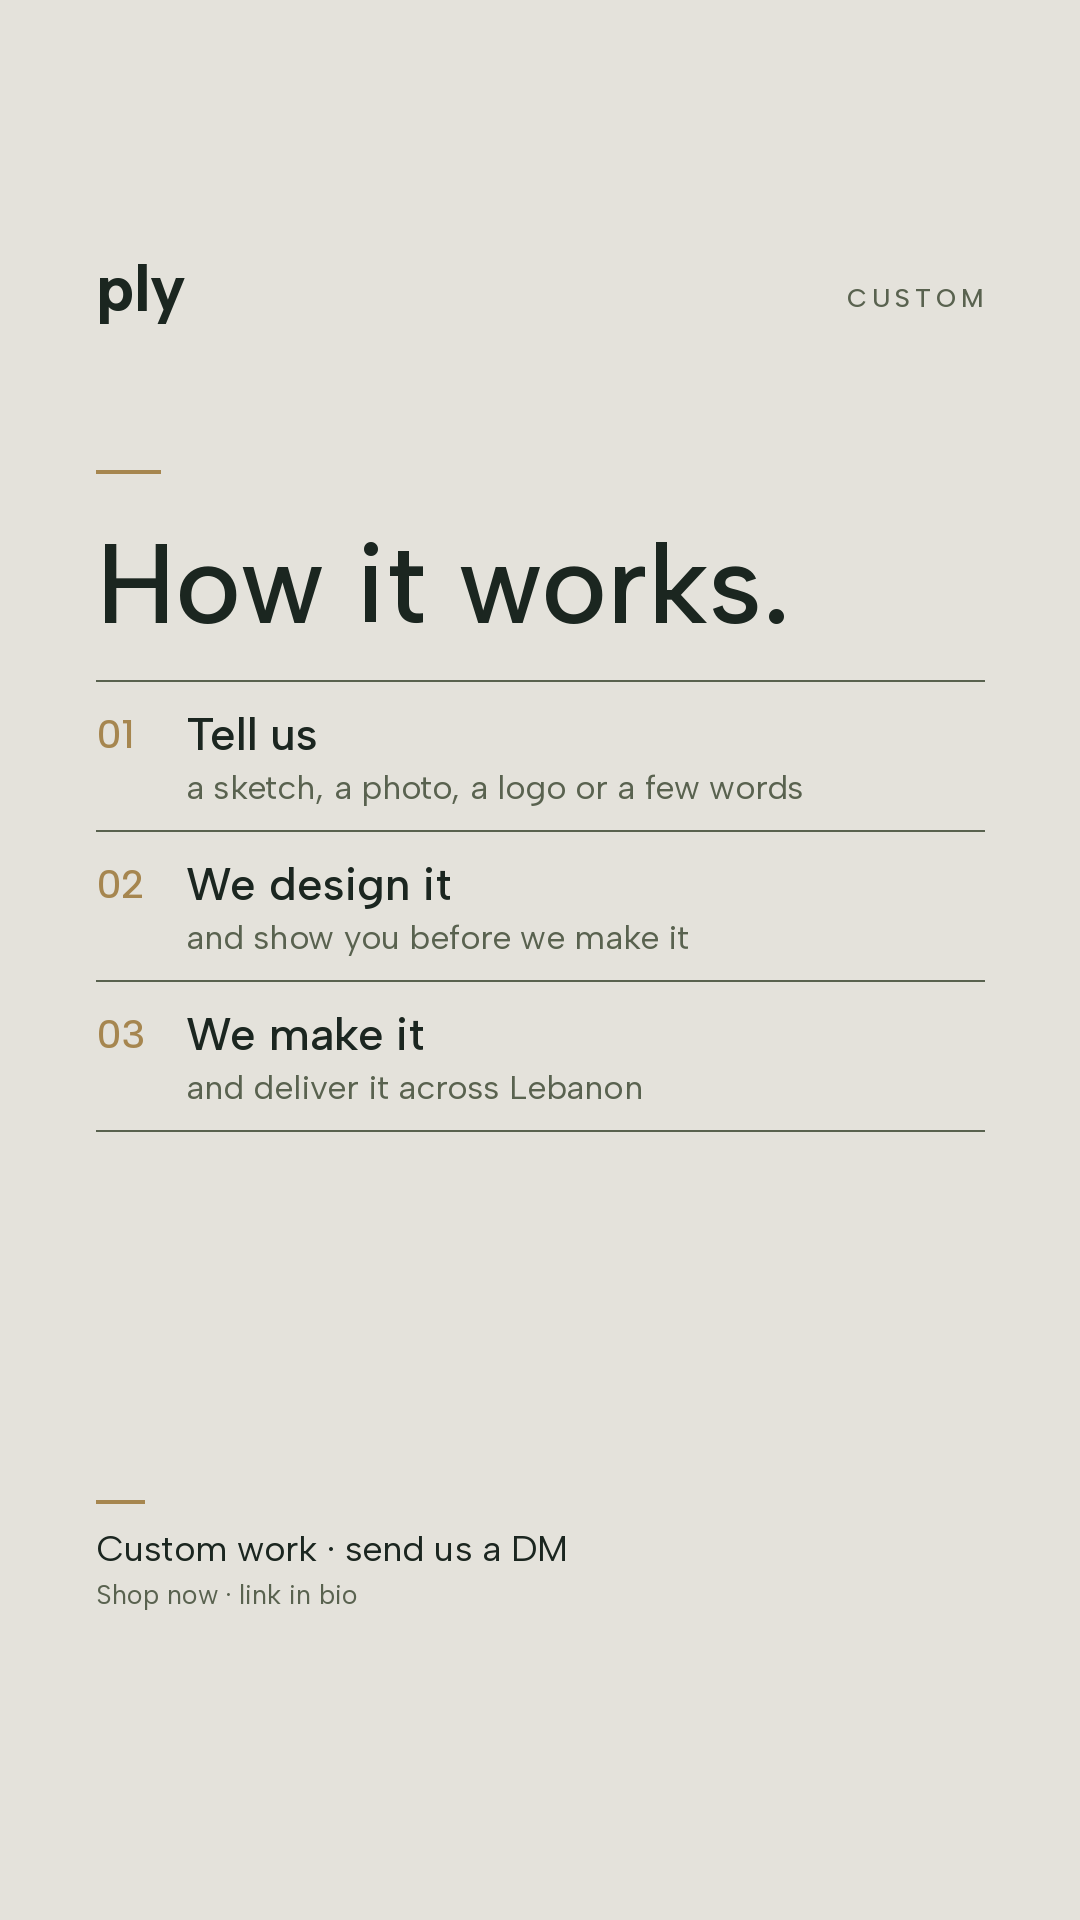 ply
CUSTOM
How it works.
01 Tell us
a sketch, a photo, a logo or a few words
02 We design it
and show you before we make it
03 We make it
and deliver it across Lebanon
Custom work · send us a DM
Shop now · link in bio